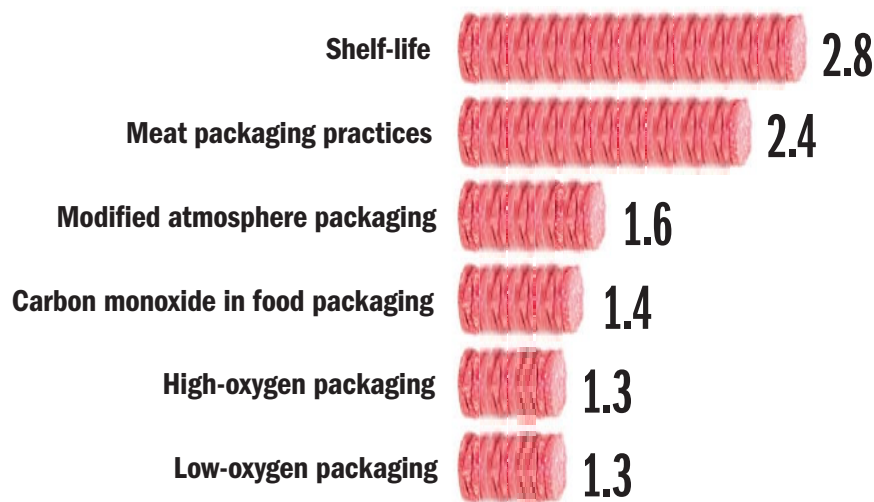 Shelf-life 2.8
Meat packaging practices 2.4
Modified atmosphere packaging 1.6
Carbon monoxide in food packaging 1.4
High-oxygen packaging 1.3
Low-oxygen packaging 1.3